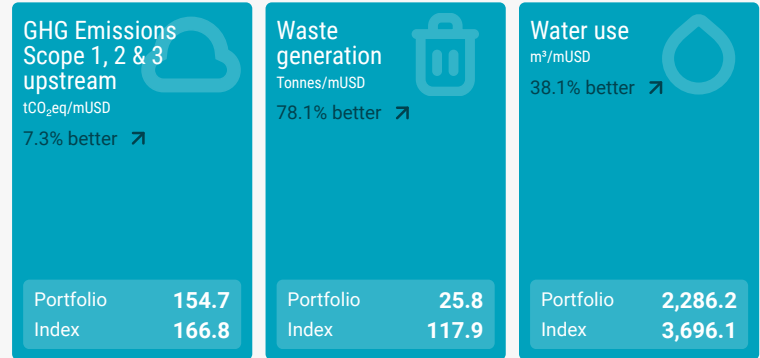 GHG Emissions
Scope 1, 2 & 3
upstream
tCO₂eq/mUSD
7.3% better
Portfolio 154.7
Index 166.8
Waste
generation
Tonnes/mUSD
78.1% better
Portfolio 25.8
Index 117.9
Water use
m³/mUSD
38.1% better
Portfolio 2,286.2
Index 3,696.1